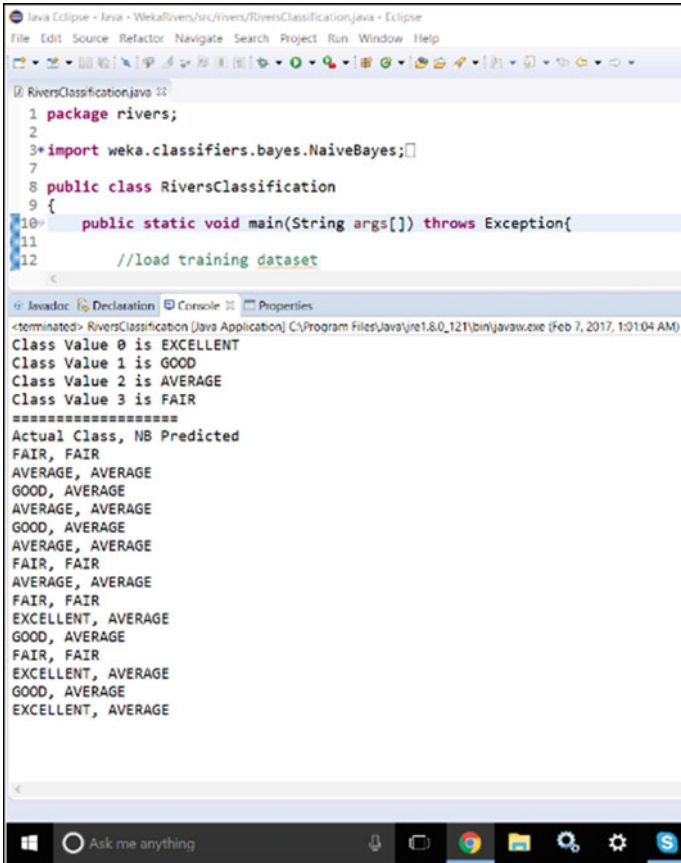 Java Eclipse - Java - WekaRivers/src/rivers/RiversClassification.java - Eclipse
File Edit Source Refactor Navigate Search Project Run Window Help
RiversClassification.java
1 package rivers;
2
3 import weka.classifiers.bayes.NaiveBayes;
7
8 public class RiversClassification
9 {
10 public static void main(String args[]) throws Exception{
11
12 //load training dataset
Javadoc Declaration Console Properties
<terminated> RiversClassification [Java Application] C:\Program Files\Java\jre1.8.0_121\bin\javaw.exe (Feb 7, 2017, 1:01:04 AM)
Class Value 0 is EXCELLENT
Class Value 1 is GOOD
Class Value 2 is AVERAGE
Class Value 3 is FAIR
===================
Actual Class, NB Predicted
FAIR, FAIR
AVERAGE, AVERAGE
GOOD, AVERAGE
AVERAGE, AVERAGE
GOOD, AVERAGE
AVERAGE, AVERAGE
FAIR, FAIR
AVERAGE, AVERAGE
FAIR, FAIR
EXCELLENT, AVERAGE
GOOD, AVERAGE
FAIR, FAIR
EXCELLENT, AVERAGE
GOOD, AVERAGE
EXCELLENT, AVERAGE
Ask me anything